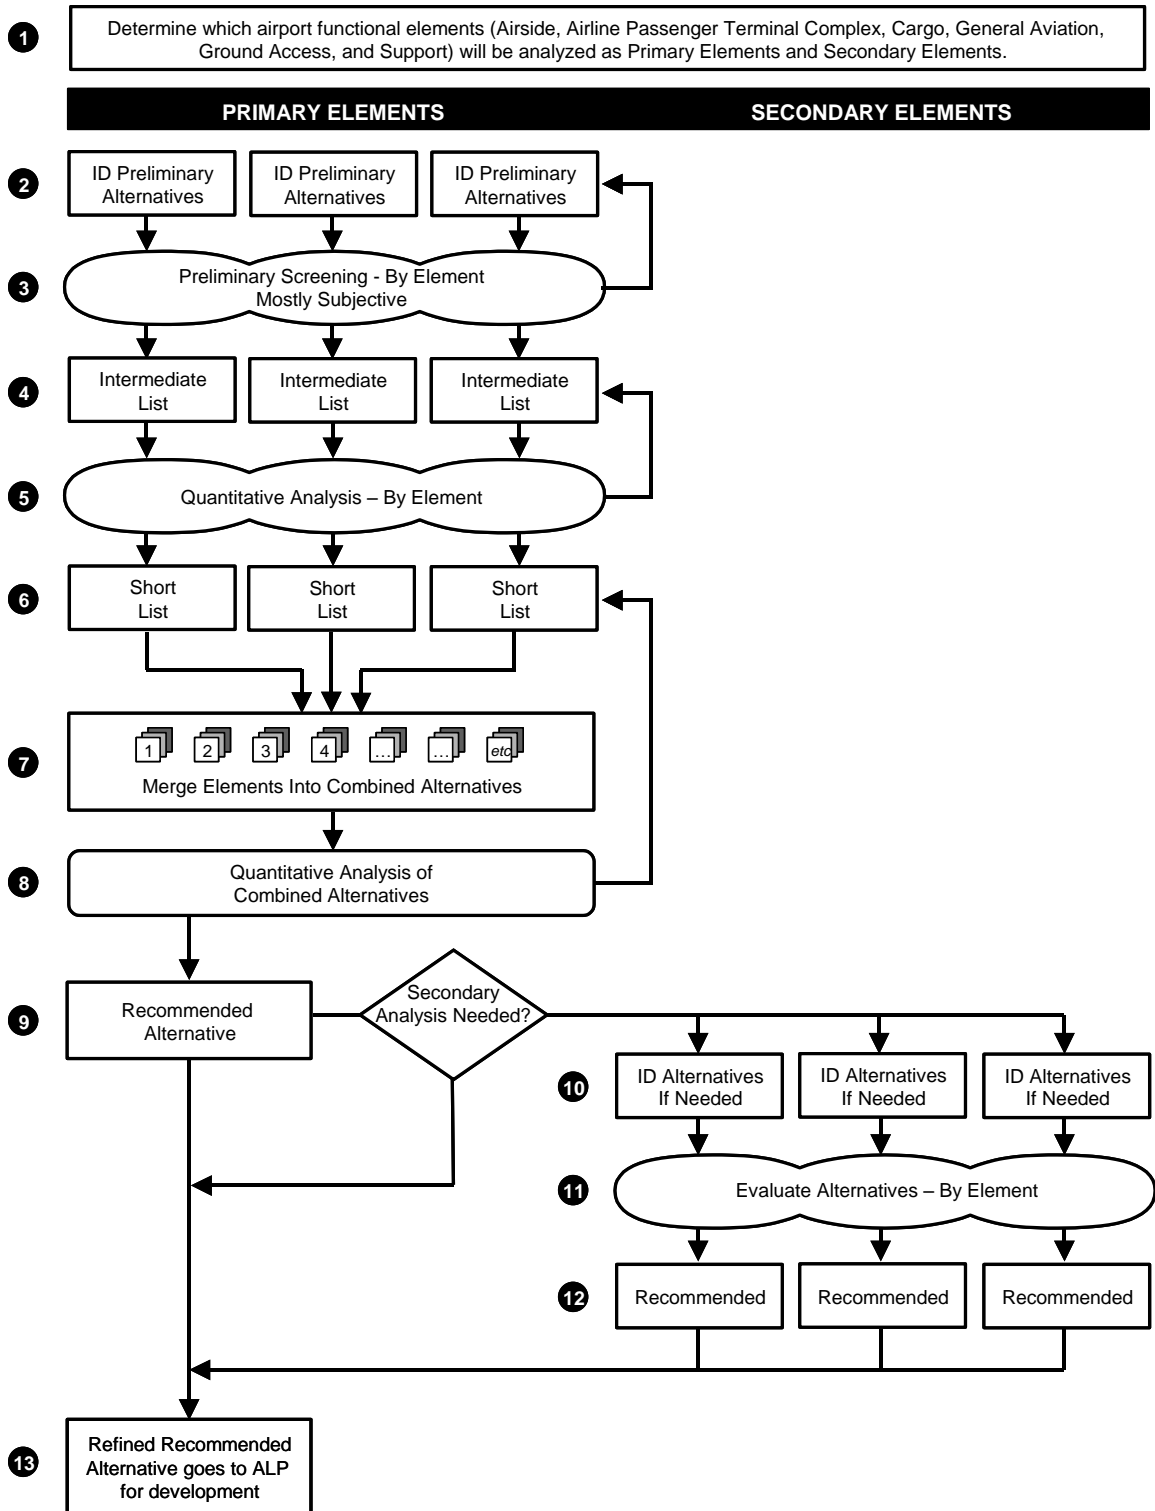 1
Determine which airport functional elements (Airside, Airline Passenger Terminal Complex, Cargo, General Aviation,
Ground Access, and Support) will be analyzed as Primary Elements and Secondary Elements.
PRIMARY ELEMENTS
SECONDARY ELEMENTS
2
ID Preliminary
Alternatives
ID Preliminary
Alternatives
ID Preliminary
Alternatives
3
Preliminary Screening - By Element
Mostly Subjective
4
Intermediate
List
Intermediate
List
Intermediate
List
5
Quantitative Analysis – By Element
6
Short
List
Short
List
Short
List
7
1
2
3
4
...
...
etc
Merge Elements Into Combined Alternatives
8
Quantitative Analysis of
Combined Alternatives
9
Recommended
Alternative
Secondary
Analysis Needed?
10
ID Alternatives
If Needed
ID Alternatives
If Needed
ID Alternatives
If Needed
11
Evaluate Alternatives – By Element
12
Recommended
Recommended
Recommended
13
Refined Recommended
Alternative goes to ALP
for development